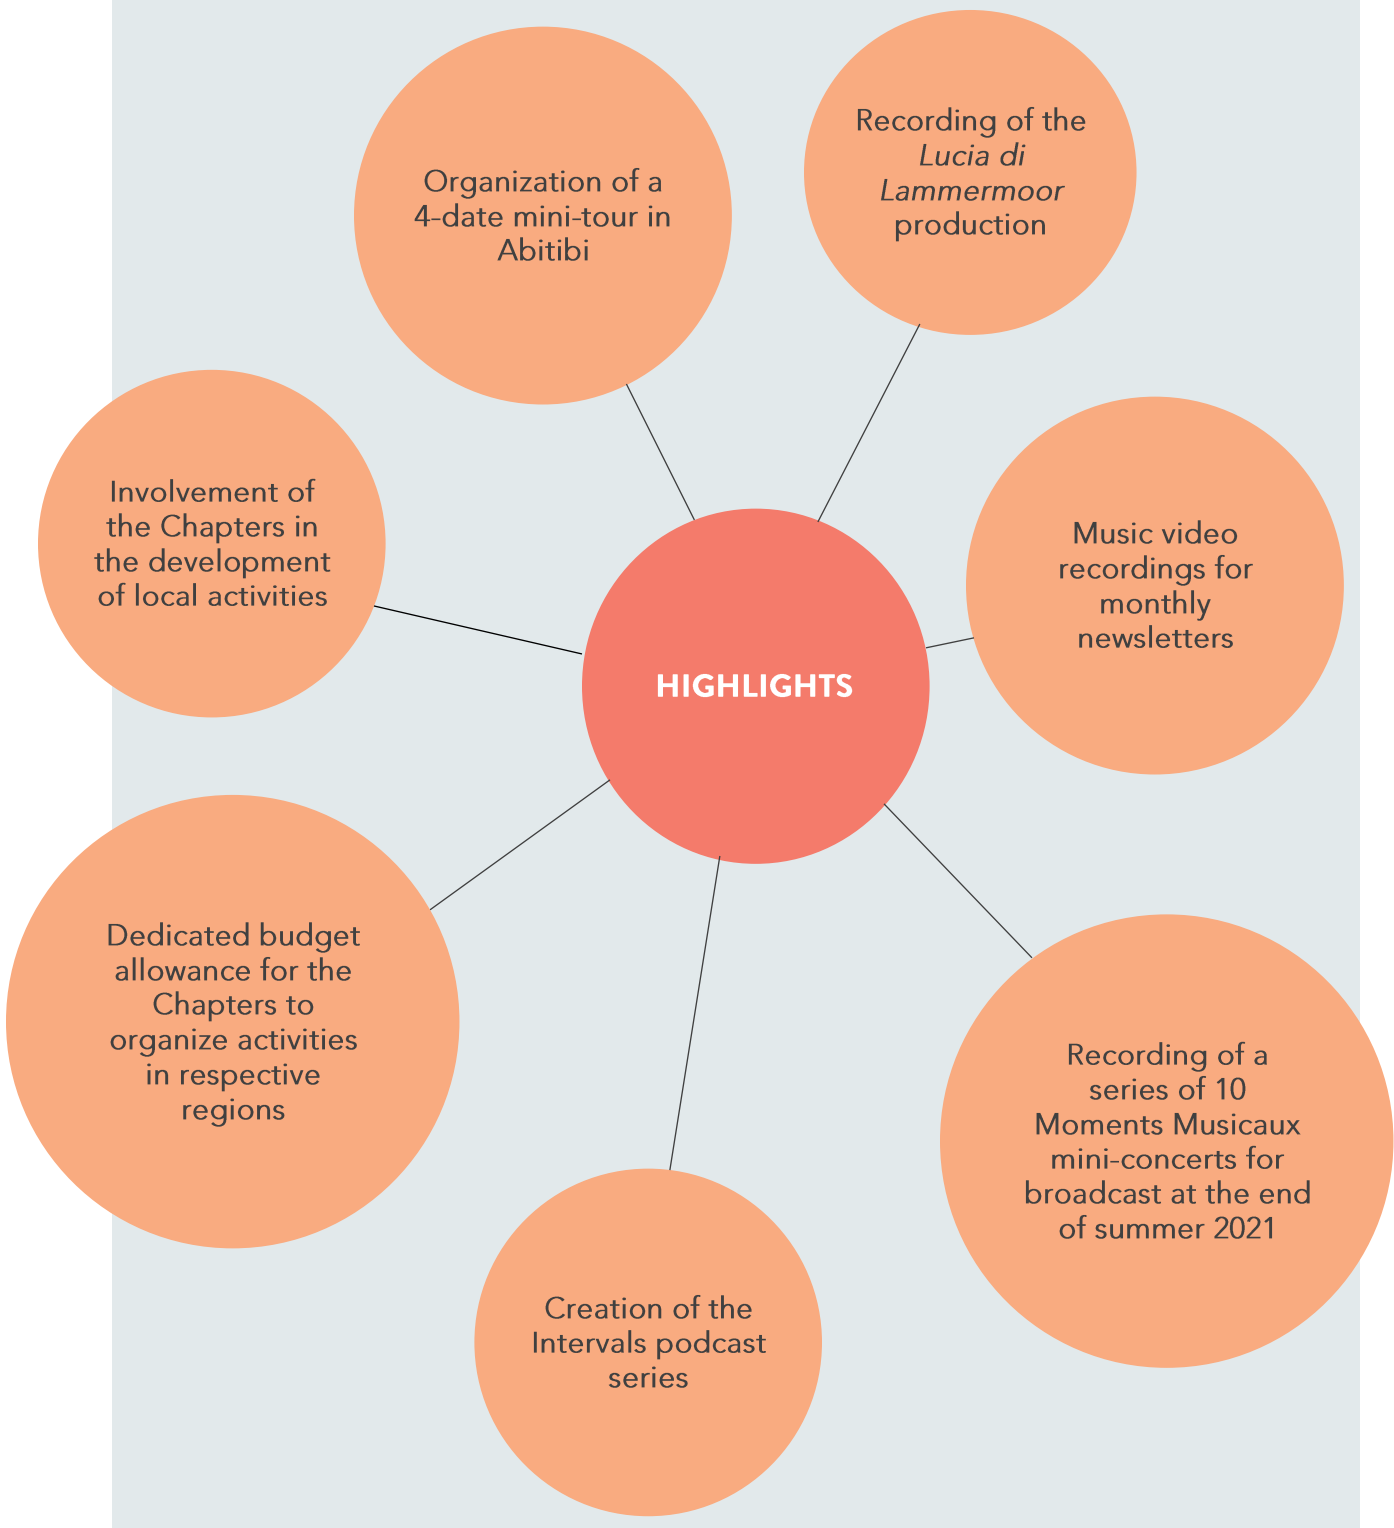 Organization of a
4-date mini-tour in
Abitibi
Recording of the
Lucia di
Lammermoor
production
Involvement of
the Chapters in
the development
of local activities
Music video
recordings for
monthly
newsletters
HIGHLIGHTS
Dedicated budget
allowance for the
Chapters to
organize activities
in respective
regions
Recording of a
series of 10
Moments Musicaux
mini-concerts for
broadcast at the end
of summer 2021
Creation of the
Intervals podcast
series